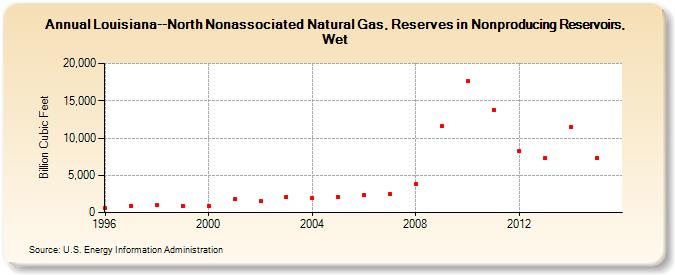 Annual Louisiana--North Nonassociated Natural Gas, Reserves in Nonproducing Reservoirs,
Wet
Billion Cubic Feet
20,000
15,000
10,000
5,000
0
1996
2000
2004
2008
2012
Source: U.S. Energy Information Administration